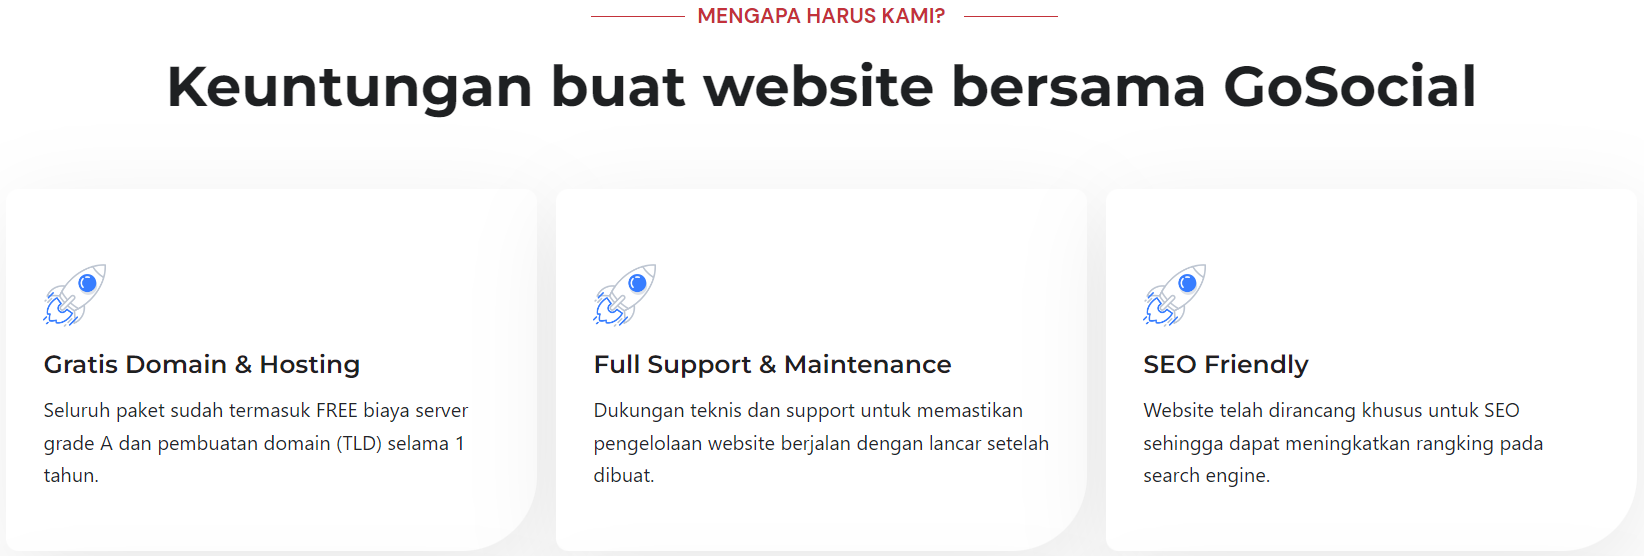 MENGAPA HARUS KAMI?
Keuntungan buat website bersama GoSocial
Gratis Domain & Hosting
Seluruh paket sudah termasuk FREE biaya server
grade A dan pembuatan domain (TLD) selama 1
tahun.
Full Support & Maintenance
Dukungan teknis dan support untuk memastikan
pengelolaan website berjalan dengan lancar setelah
dibuat.
SEO Friendly
Website telah dirancang khusus untuk SEO
sehingga dapat meningkatkan rangking pada
search engine.